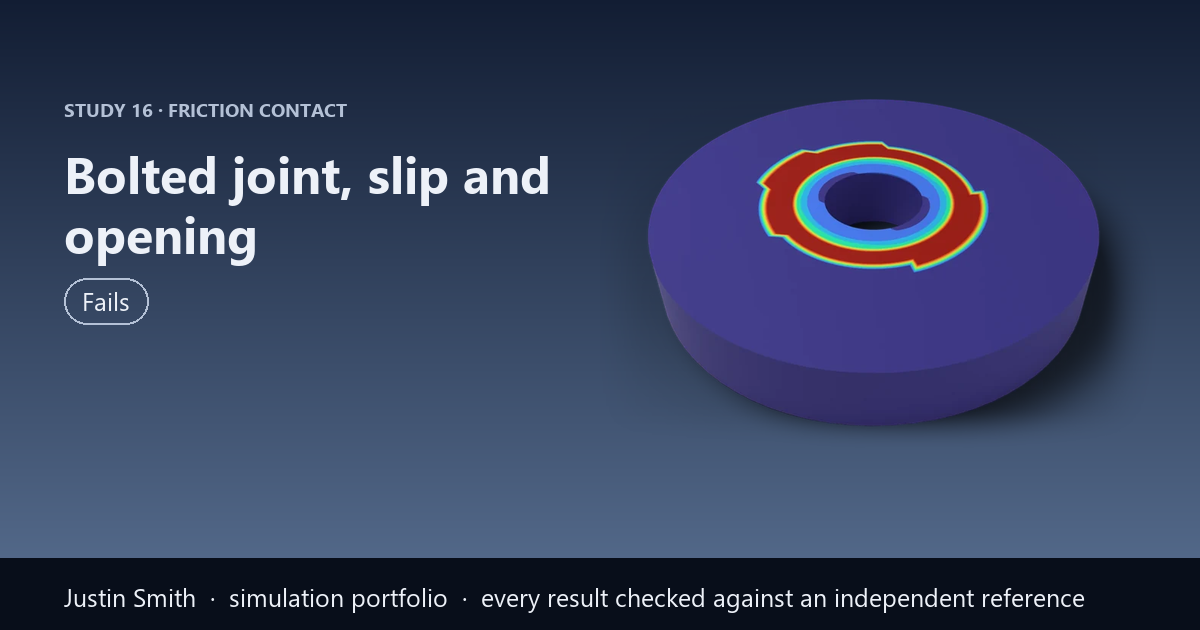 STUDY 16 · FRICTION CONTACT
Bolted joint, slip and
opening
Fails
Justin Smith · simulation portfolio · every result checked against an independent reference